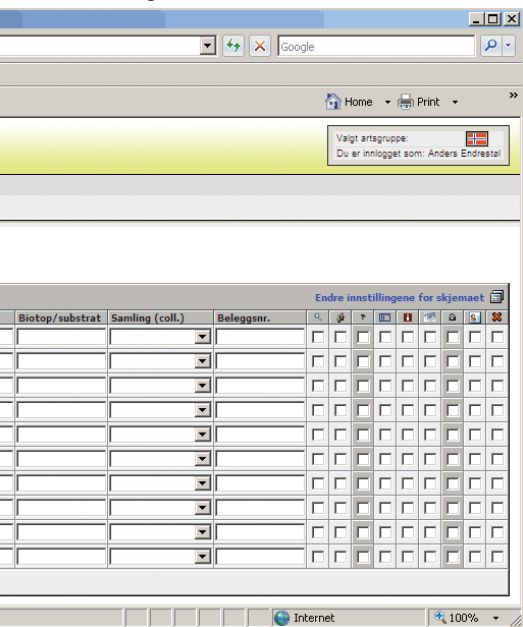 Google
Home Print »
Valgt artsgruppe:
Du er innlogget som: Anders Endrestøl
Endre innstillingene for skjemaet
Biotop/substrat Samling (coll.) Beleggsnr. ?
Internet 100%